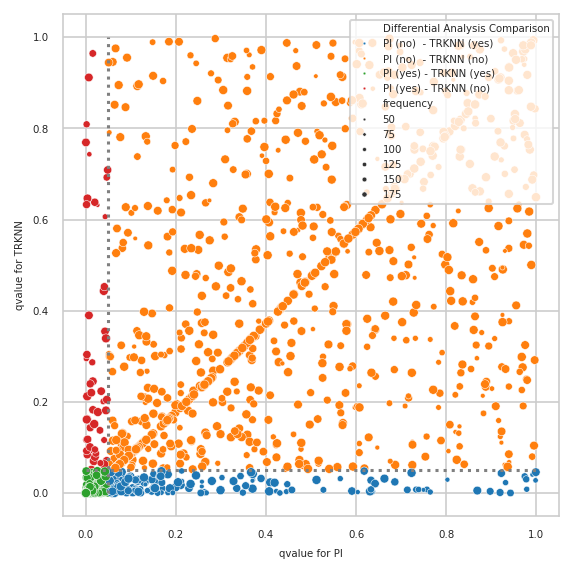 Differential Analysis Comparison
PI (no) - TRKNN (yes)
PI (no) - TRKNN (no)
PI (yes) - TRKNN (yes)
PI (yes) - TRKNN (no)
frequency
50
75
100
125
150
175
1.0
0.8
0.6
0.4
0.2
0.0
qvalue for TRKNN
0.0 0.2 0.4 0.6 0.8 1.0
qvalue for PI